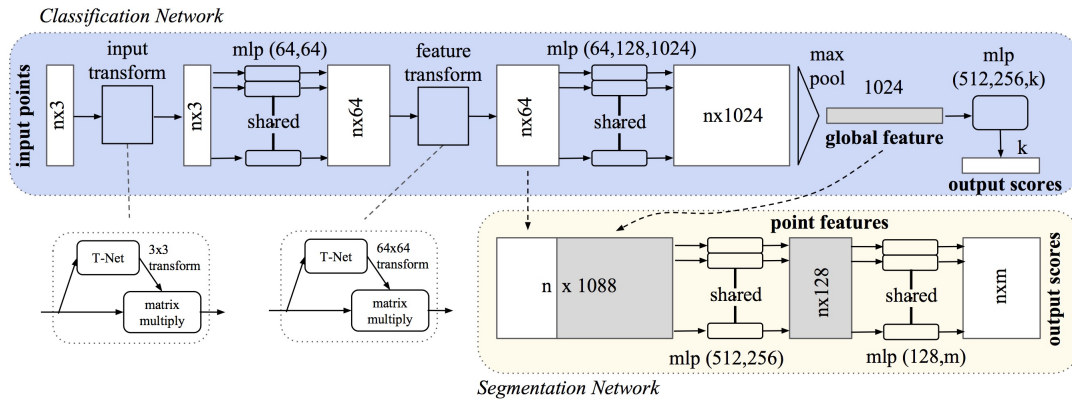 Classification Network
input points
nx3
input
transform
nx3
mlp (64,64)
shared
nx64
feature
transform
nx64
mlp (64,128,1024)
shared
nx1024
max
pool
1024
global feature
mlp
(512,256,k)
k
output scores
T-Net
3x3
transform
matrix
multiply
T-Net
64x64
transform
matrix
multiply
point features
n x 1088
shared
mlp (512,256)
nx128
shared
mlp (128,m)
nxm
output scores
Segmentation Network